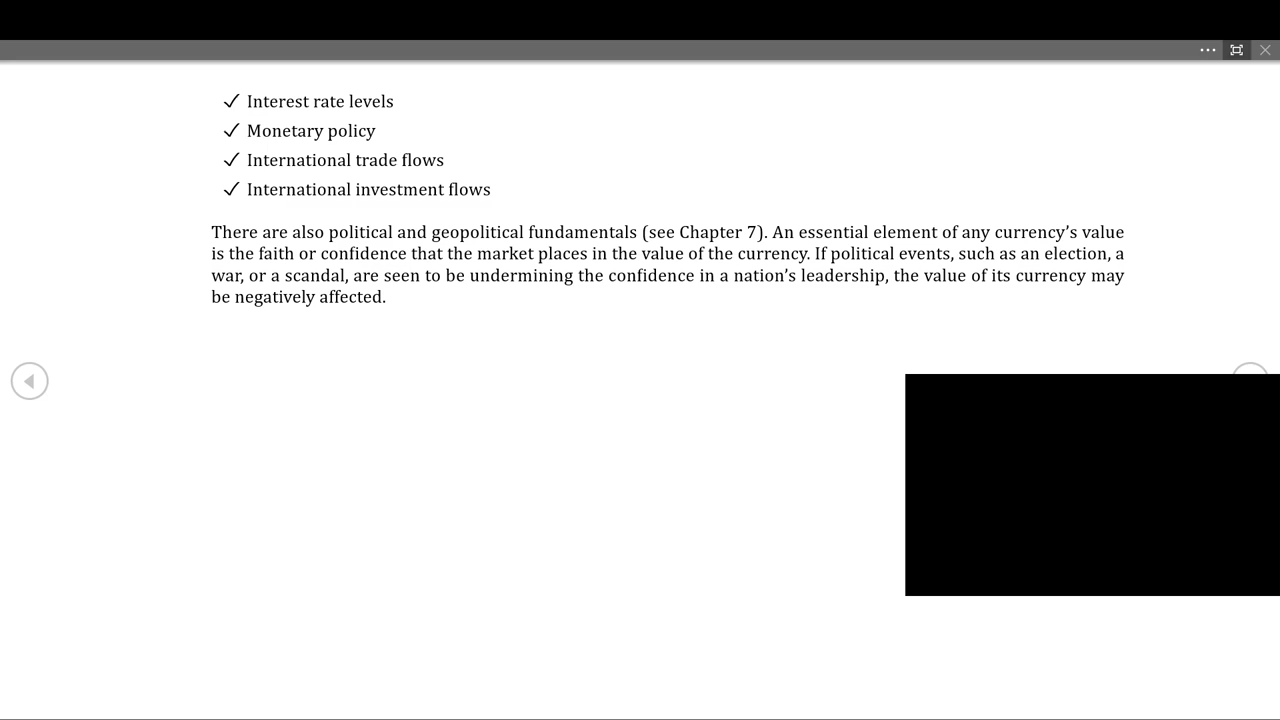 ✓ Interest rate levels
✓ Monetary policy
✓ International trade flows
✓ International investment flows
There are also political and geopolitical fundamentals (see Chapter 7). An essential element of any currency’s value
is the faith or confidence that the market places in the value of the currency. If political events, such as an election, a
war, or a scandal, are seen to be undermining the confidence in a nation’s leadership, the value of its currency may
be negatively affected.